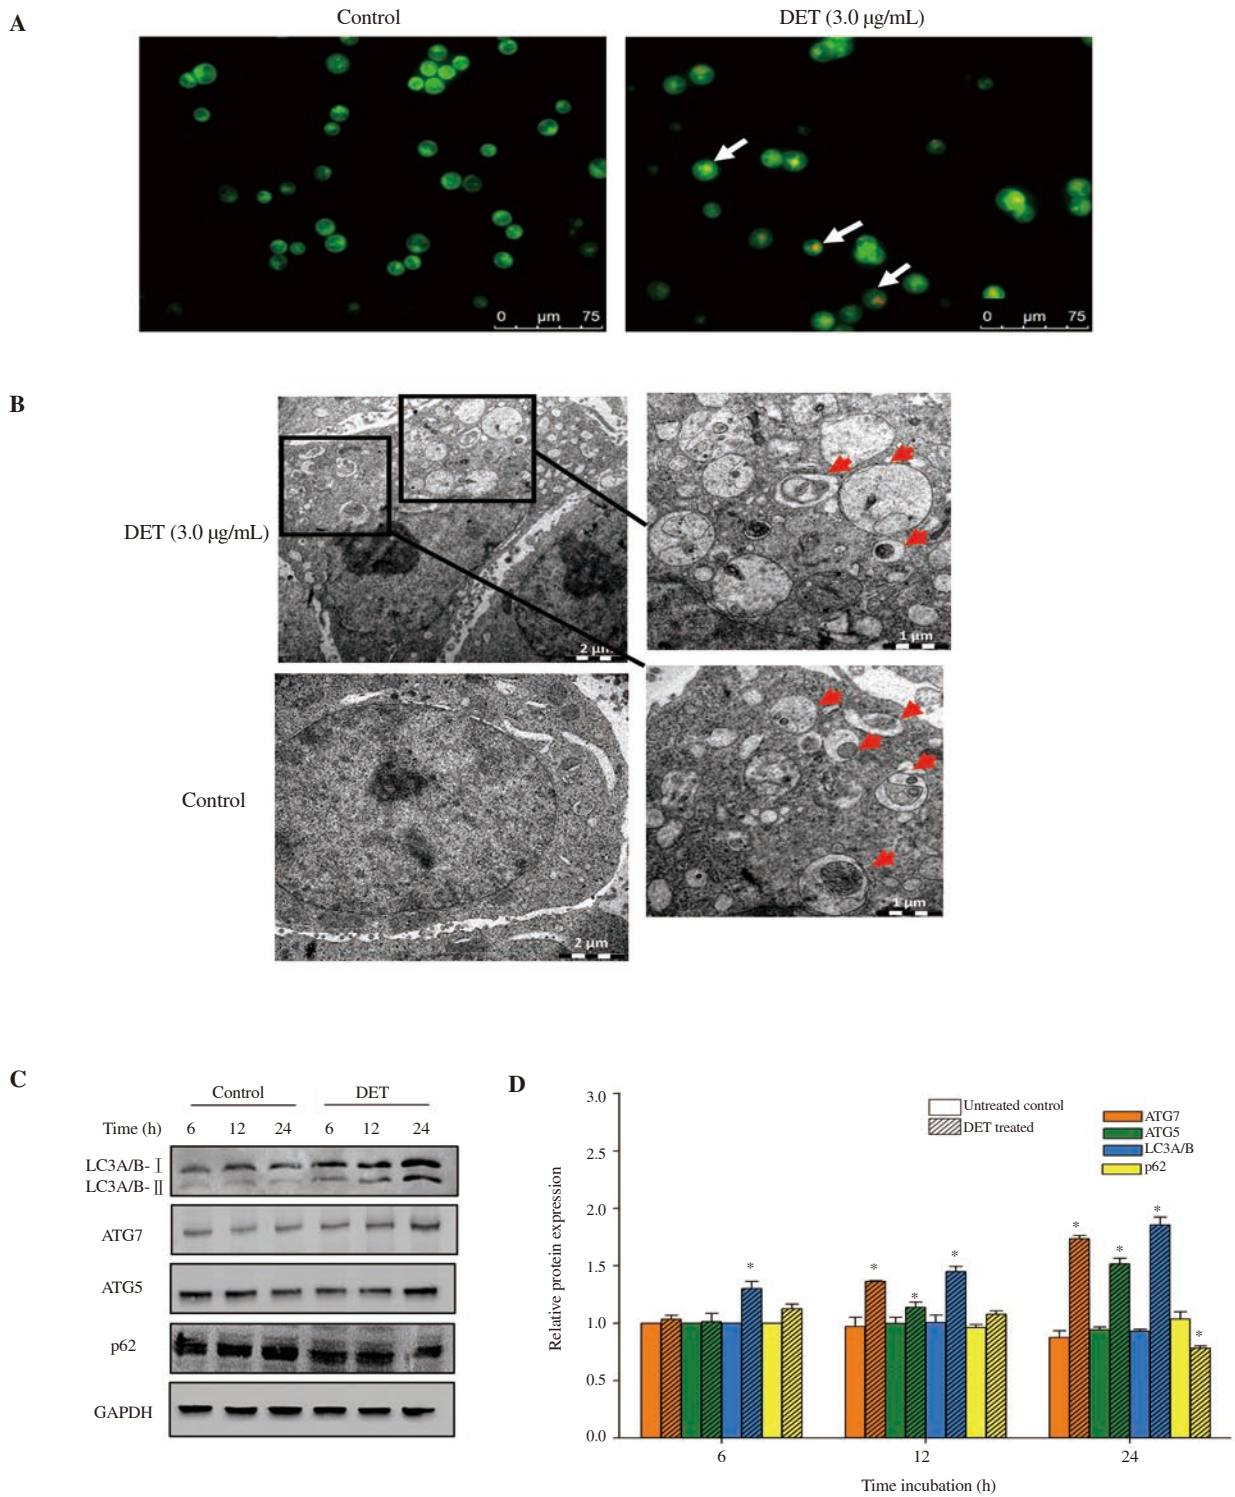 A
Control
DET (3.0 μg/mL)
0 μm 75
0 μm 75
B
DET (3.0 μg/mL)
2 μm
1 μm
Control
2 μm
1 μm
C
Control DET
Time (h) 6 12 24 6 12 24
LC3A/B- Ⅰ
LC3A/B- Ⅱ
ATG7
ATG5
p62
GAPDH
D
Relative protein expression
3.0
2.5
2.0
1.5
1.0
0.5
0.0
Untreated control
DET treated
ATG7
ATG5
LC3A/B
p62
*
*
*
*
*
*
*
*
6 12 24
Time incubation (h)